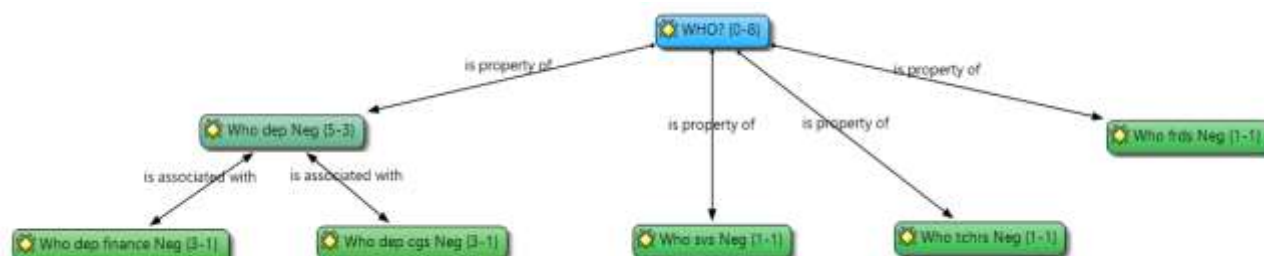 WHO? {0-8}
is property of
is property of
Who dep Neg {5-3}
is property of
is property of
Who frds Neg {1-1}
is associated with
is associated with
Who dep finance Neg {3-1}
Who dep cgs Neg {3-1}
Who svs Neg {1-1}
Who tchrs Neg {1-1}